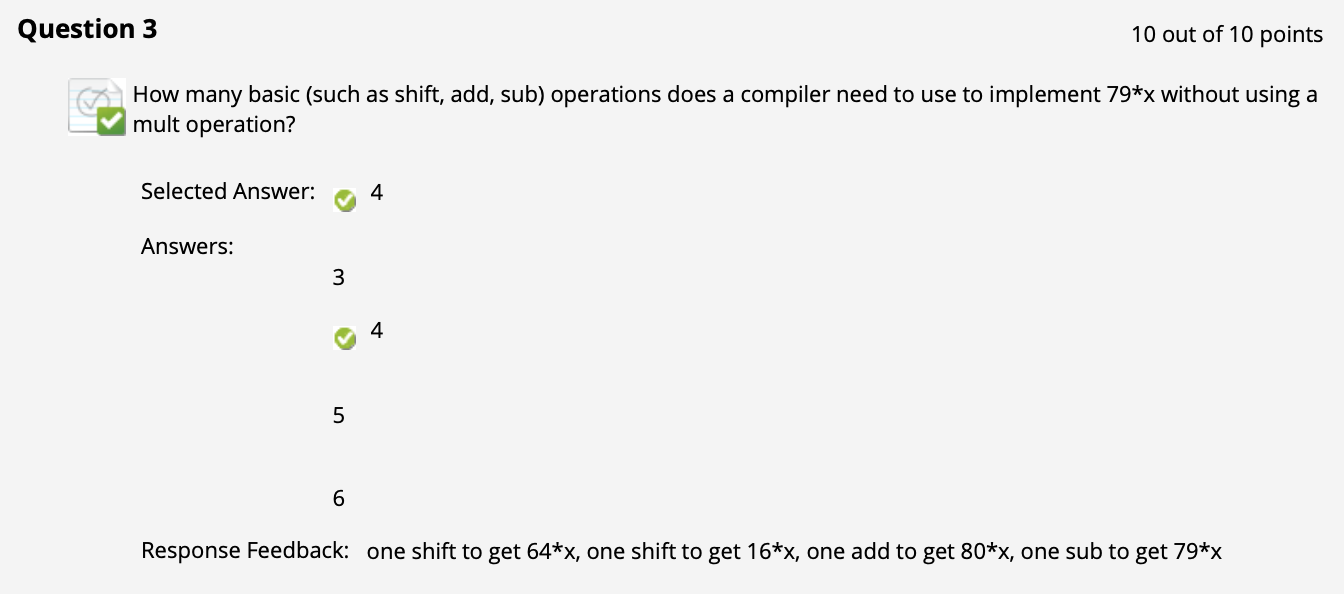 Question 3
10 out of 10 points
How many basic (such as shift, add, sub) operations does a compiler need to use to implement 79*x without using a
mult operation?
Selected Answer: 4
Answers:
3
4
5
6
Response Feedback: one shift to get 64*x, one shift to get 16*x, one add to get 80*x, one sub to get 79*x